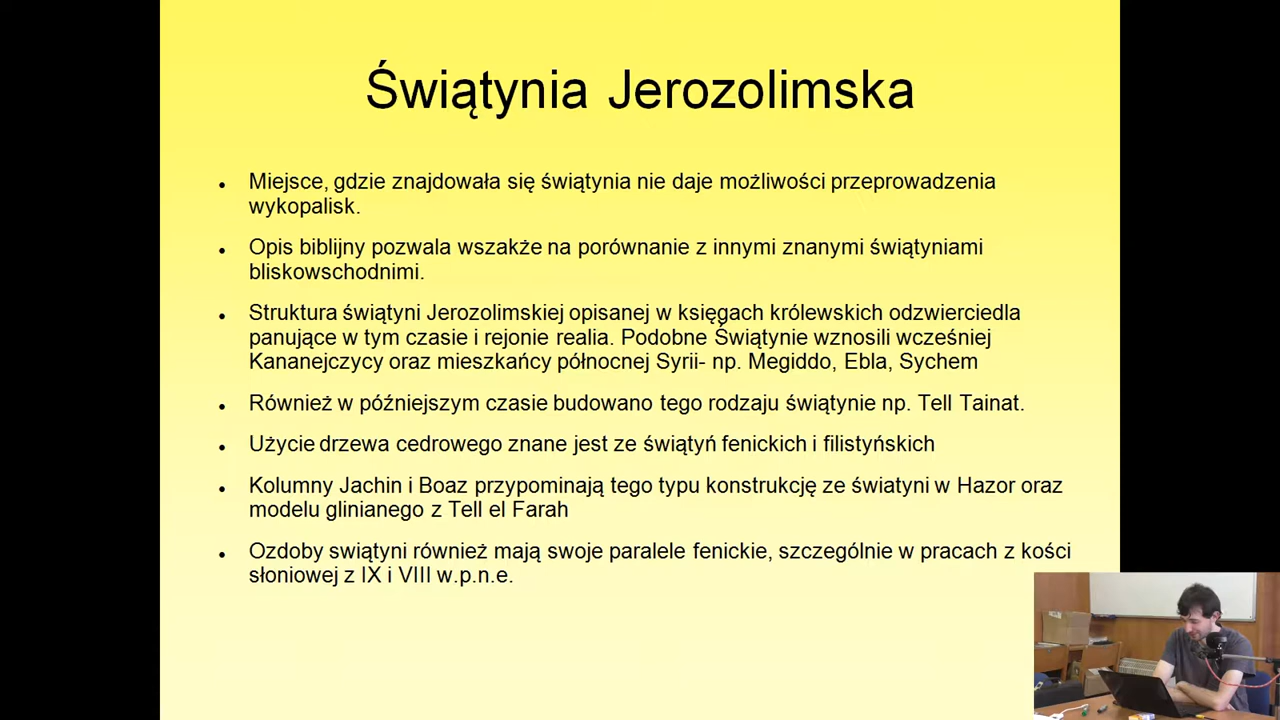 Świątynia Jerozolimska
Miejsce, gdzie znajdowała się świątynia nie daje możliwości przeprowadzenia
wykopalisk.
Opis biblijny pozwala wszakże na porównanie z innymi znanymi świątyniami
bliskowschodnimi.
Struktura świątyni Jerozolimskiej opisanej w księgach królewskich odzwierciedla
panujące w tym czasie i rejonie realia. Podobne Świątynie wznosili wcześniej
Kananejczycy oraz mieszkańcy północnej Syrii- np. Megiddo, Ebla, Sychem
Również w późniejszym czasie budowano tego rodzaju świątynie np. Tell Tainat.
Użycie drzewa cedrowego znane jest ze świątyń fenickich i filistyńskich
Kolumny Jachin i Boaz przypominają tego typu konstrukcję ze światyni w Hazor oraz
modelu glinianego z Tell el Farah
Ozdoby swiątyni również mają swoje paralele fenickie, szczególnie w pracach z kości
słoniowej z IX i VIII w.p.n.e.